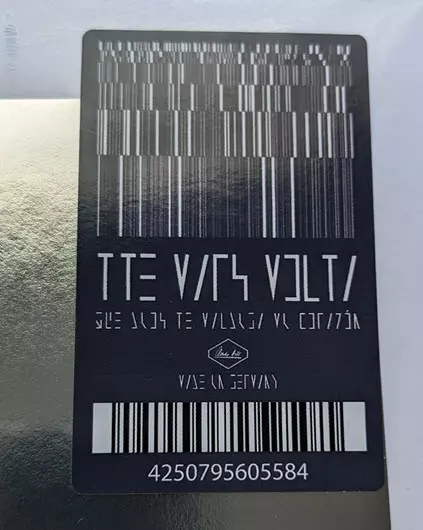 THE MARS VOLTA
QUE DIOS TE MALDIGA MI CORAZÓN
MADE IN GERMANY
4250795605584